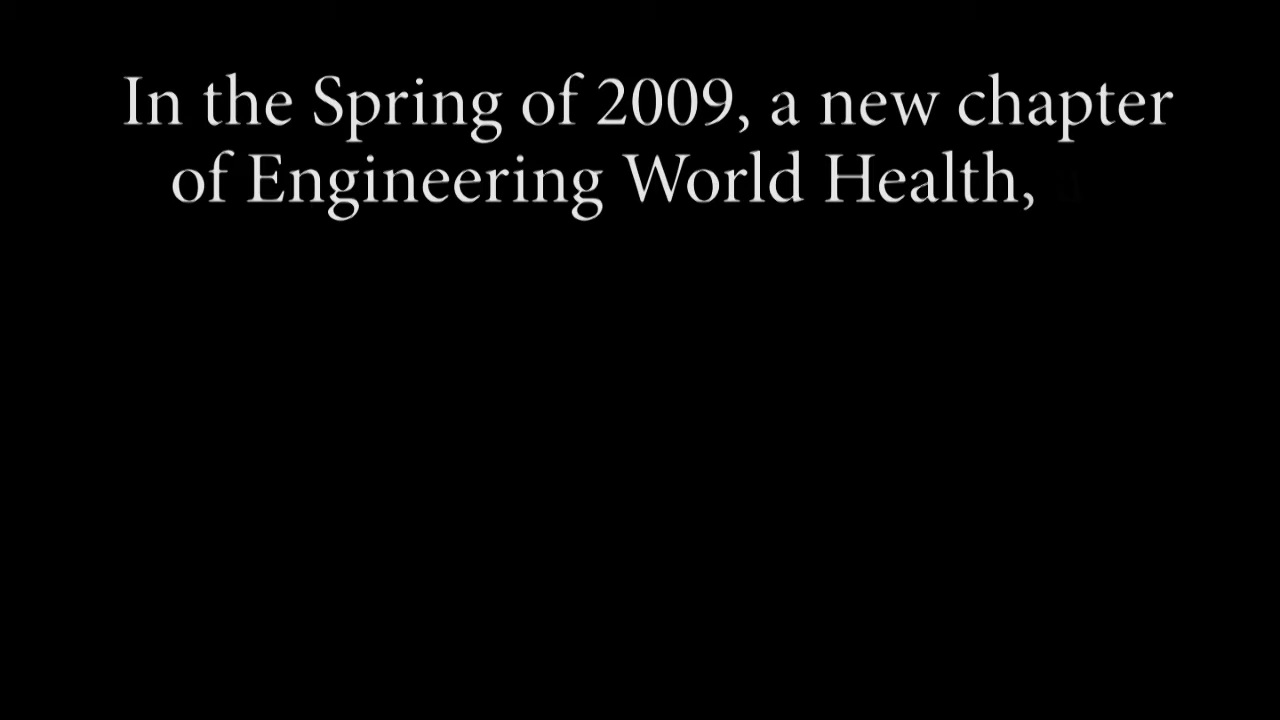 In the Spring of 2009, a new chapter
of Engineering World Health, a